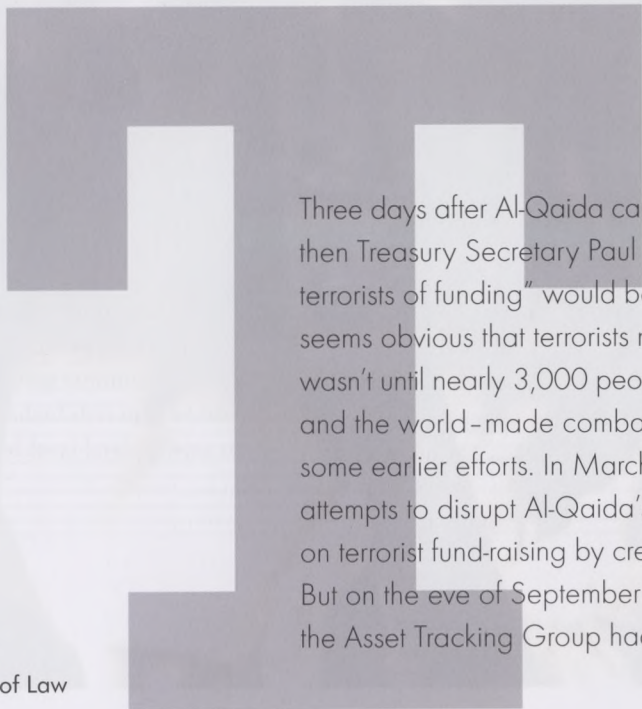 Three days after Al-Qaida ca
then Treasury Secretary Paul
terrorists of funding" would b
seems obvious that terrorists
wasn't until nearly 3,000 peo
and the world–made comba
some earlier efforts. In March
attempts to disrupt Al-Qaida'
on terrorist fund-raising by cre
But on the eve of September
the Asset Tracking Group had
of Law